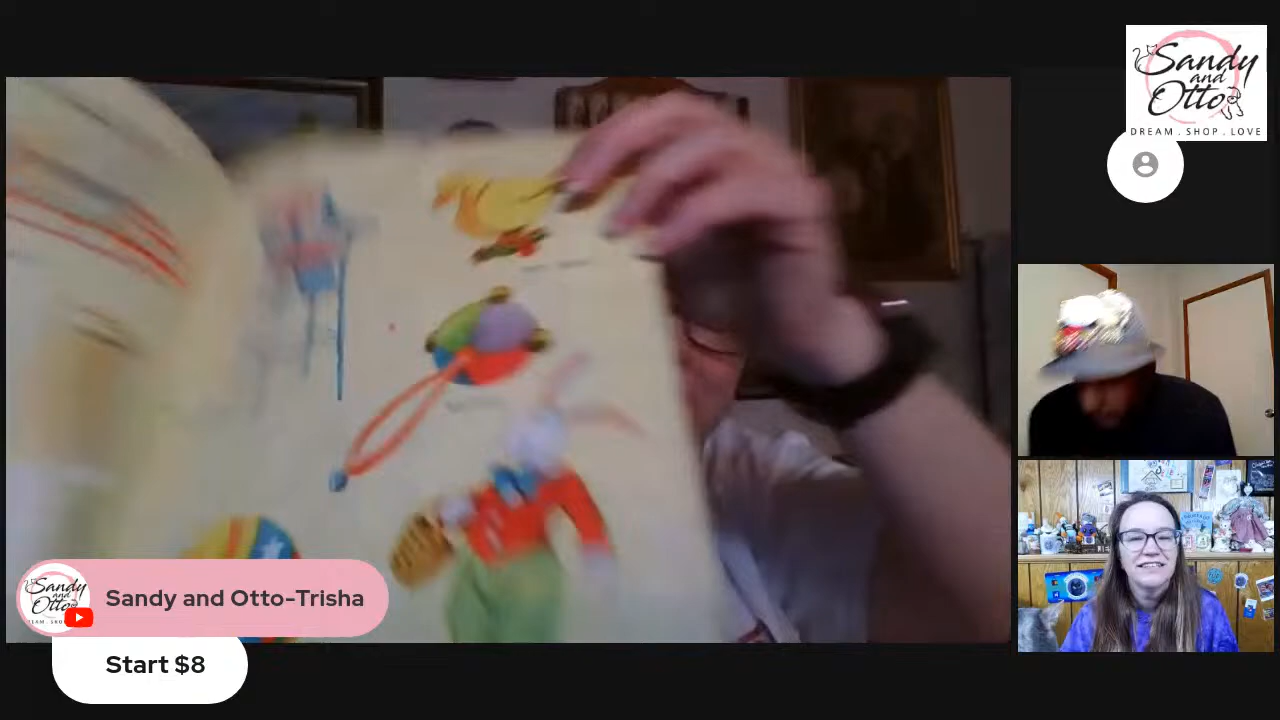 Sandy
and
Otto
DREAM . SHOP . LOVE
Sandy and Otto-Trisha
Start $8